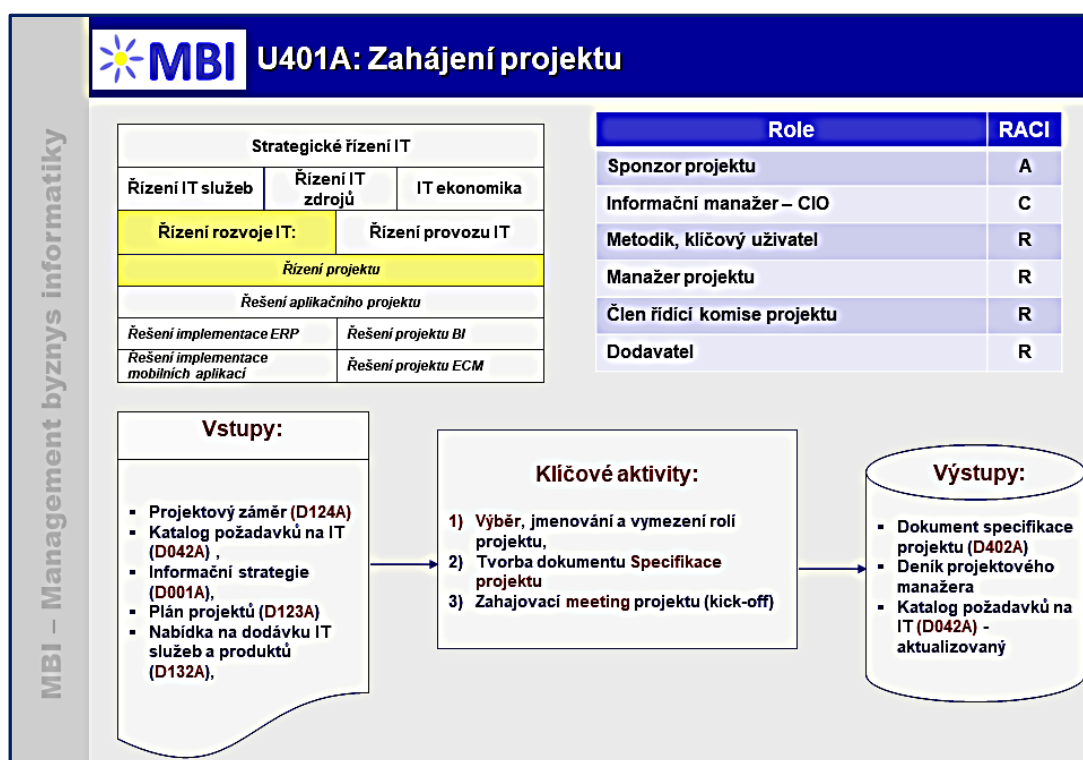 MBI – Management byznys informatiky
MBI
U401A: Zahájení projektu
Strategické řízení IT
Řízení IT služeb
Řízení IT
zdrojů
IT ekonomika
Řízení rozvoje IT:
Řízení provozu IT
Řízení projektu
Řešení aplikačního projektu
Řešení implementace ERP
Řešení projektu BI
Řešení implementace
mobilních aplikací
Řešení projektu ECM
Role RACI
Sponzor projektu A
Informační manažer – CIO C
Metodik, klíčový uživatel R
Manažer projektu R
Člen řídící komise projektu R
Dodavatel R
Vstupy:
▪ Projektový záměr (D124A)
▪ Katalog požadavků na IT
(D042A) ,
▪ Informační strategie
(D001A),
▪ Plán projektů (D123A)
▪ Nabídka na dodávku IT
služeb a produktů
(D132A),
Klíčové aktivity:
1) Výběr, jmenování a vymezení rolí
projektu,
2) Tvorba dokumentu Specifikace
projektu
3) Zahajovací meeting projektu (kick-off)
Výstupy:
▪ Dokument specifikace
projektu (D402A)
▪ Deník projektového
manažera
▪ Katalog požadavků na
IT (D042A) -
aktualizovaný